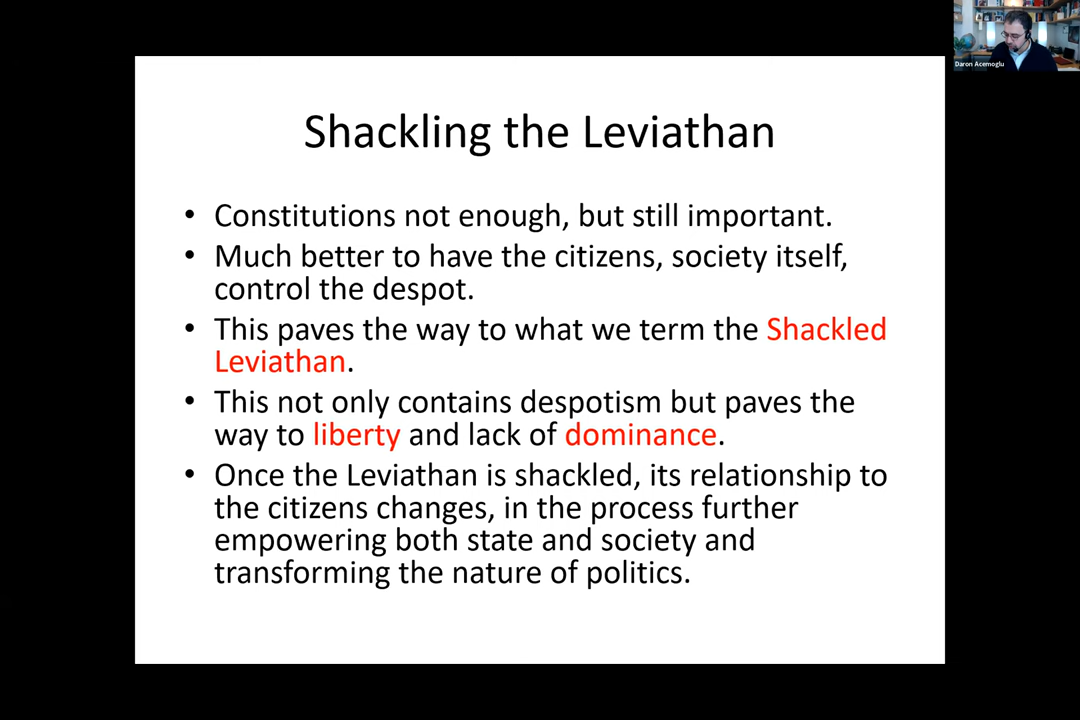 Daron Acemoglu
Shackling the Leviathan
• Constitutions not enough, but still important.
• Much better to have the citizens, society itself,
control the despot.
• This paves the way to what we term the Shackled
Leviathan.
• This not only contains despotism but paves the
way to liberty and lack of dominance.
• Once the Leviathan is shackled, its relationship to
the citizens changes, in the process further
empowering both state and society and
transforming the nature of politics.